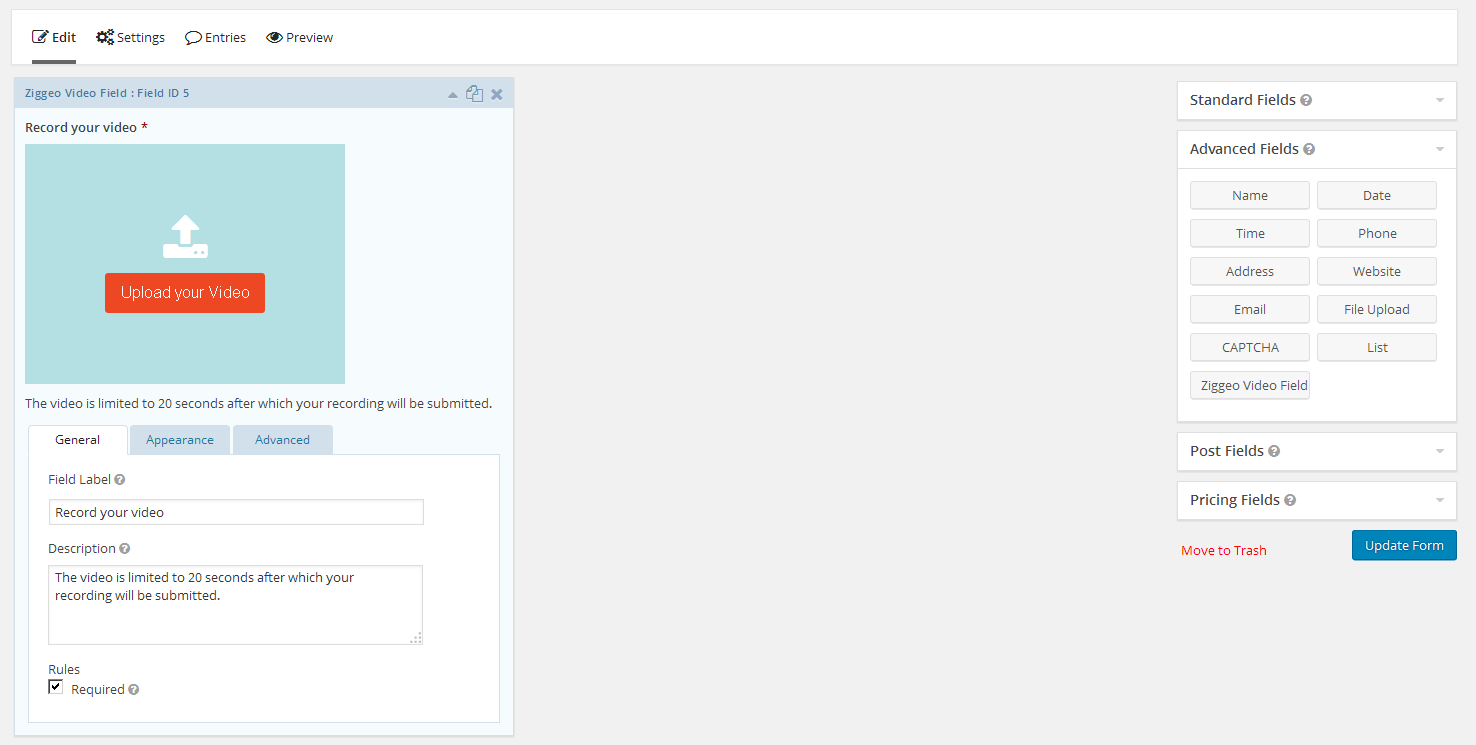 Edit Settings Entries Preview
Ziggeo Video Field : Field ID 5
Record your video *
Upload your Video
The video is limited to 20 seconds after which your recording will be submitted.
General Appearance Advanced
Field Label
Record your video
Description
The video is limited to 20 seconds after which your
recording will be submitted.
Rules
Required
Standard Fields
Advanced Fields
Name Date
Time Phone
Address Website
Email File Upload
CAPTCHA List
Ziggeo Video Field
Post Fields
Pricing Fields
Move to Trash Update Form